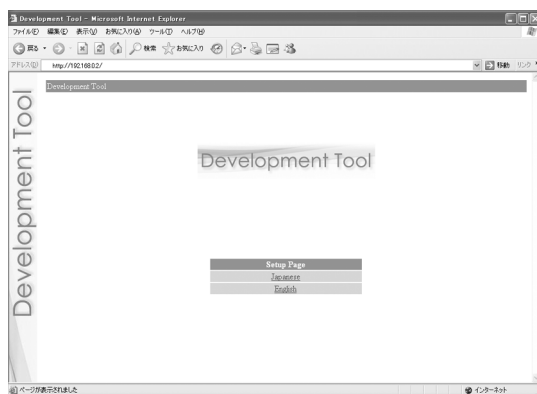 Development Tool - Microsoft Internet Explorer
ファイル(F) 編集(E) 表示(V) お気に入り(A) ツール(T) ヘルプ(H)
戻る 検索 お気に入り
アドレス(D) http://192.168.0.2/ 移動 リンク
Development Tool
Development Tool
Development Tool
Setup Page
Japanese
English
ページが表示されました インターネット